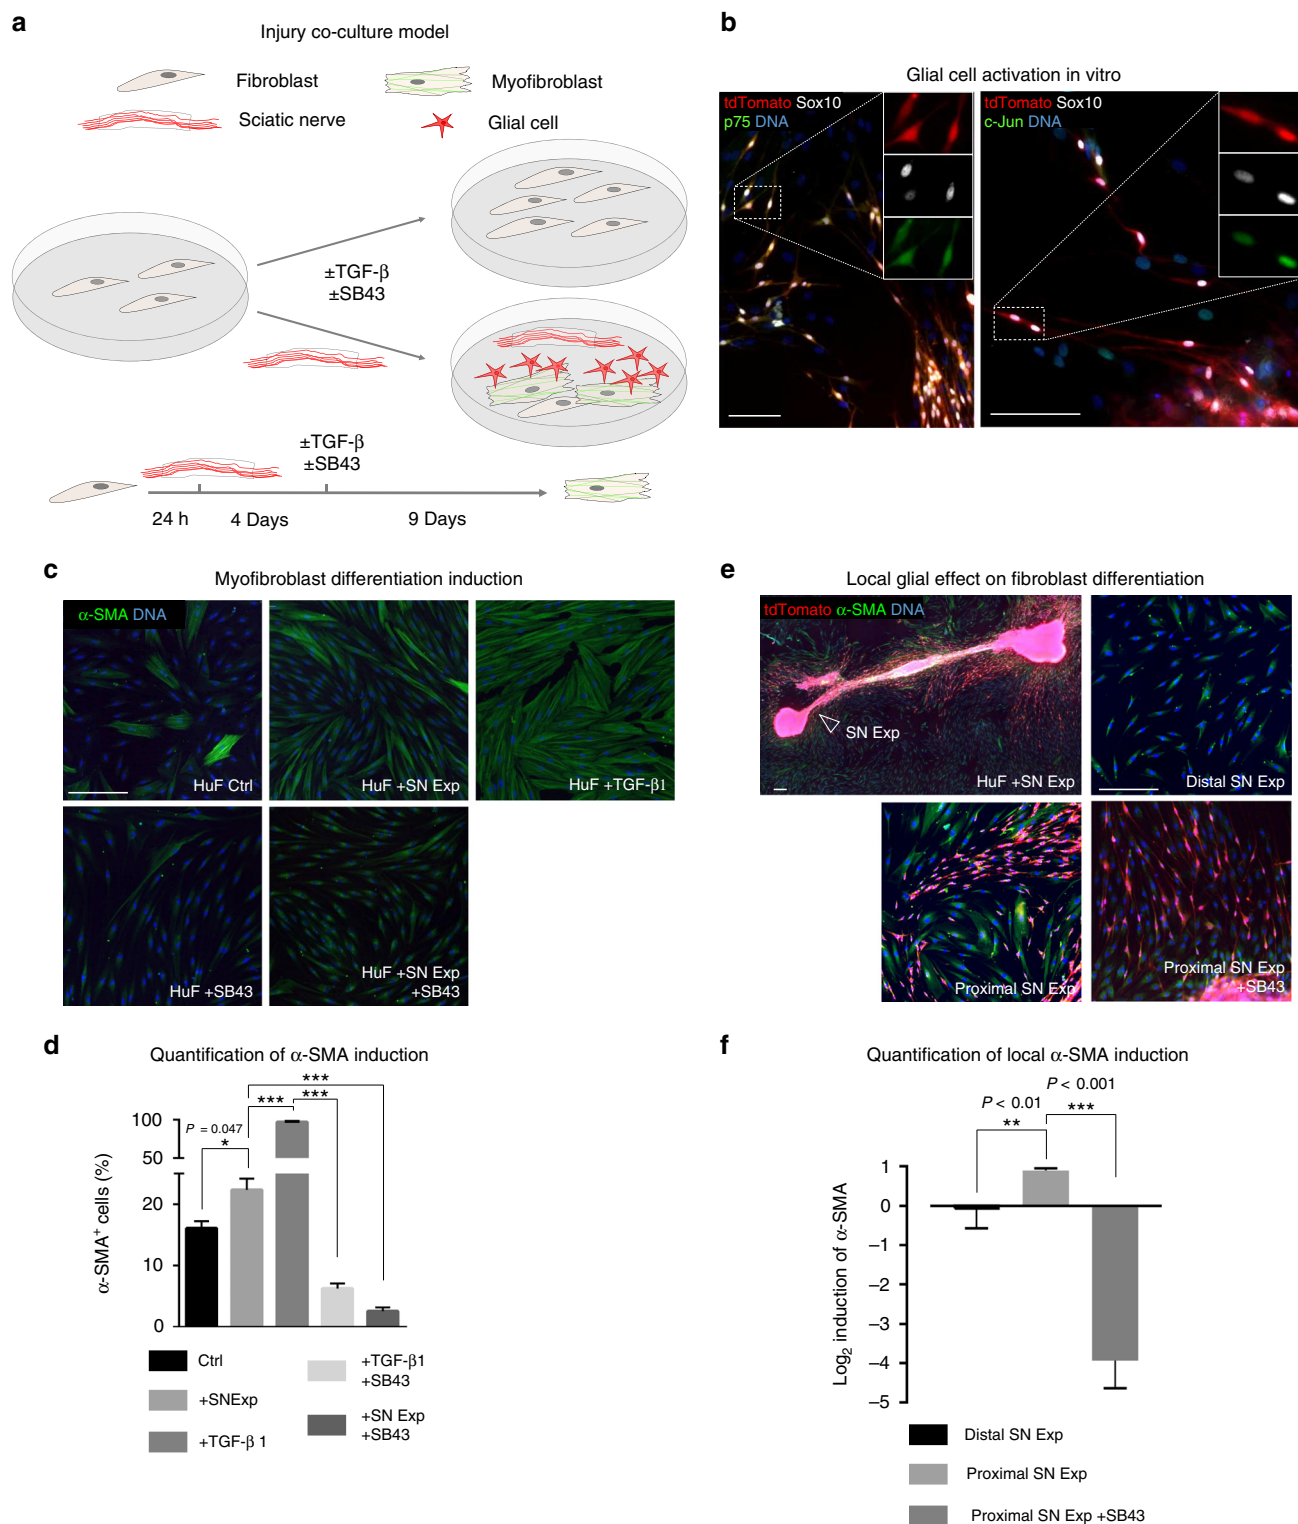 a
Injury co-culture model
Fibroblast
Myofibroblast
Sciatic nerve
Glial cell
±TGF-β
±SB43
±TGF-β
±SB43
24 h
4 Days
9 Days
b
Glial cell activation in vitro
tdTomato Sox10
p75 DNA
tdTomato Sox10
c-Jun DNA
c
Myofibroblast differentiation induction
α-SMA DNA
HuF Ctrl
HuF +SN Exp
HuF +TGF-β1
HuF +SB43
HuF +SN Exp
+SB43
e
Local glial effect on fibroblast differentiation
tdTomato α-SMA DNA
SN Exp
HuF +SN Exp
Distal SN Exp
Proximal SN Exp
Proximal SN Exp
+SB43
d
Quantification of α-SMA induction
***
***
***
P = 0.047
*
100
50
20
10
0
α-SMA+ cells (%)
Ctrl
+SNExp
+TGF-β 1
+TGF-β1
+SB43
+SN Exp
+SB43
f
Quantification of local α-SMA induction
P < 0.001
P < 0.01
***
**
1
0
−1
−2
−3
−4
−5
Log2 induction of α-SMA
Distal SN Exp
Proximal SN Exp
Proximal SN Exp +SB43